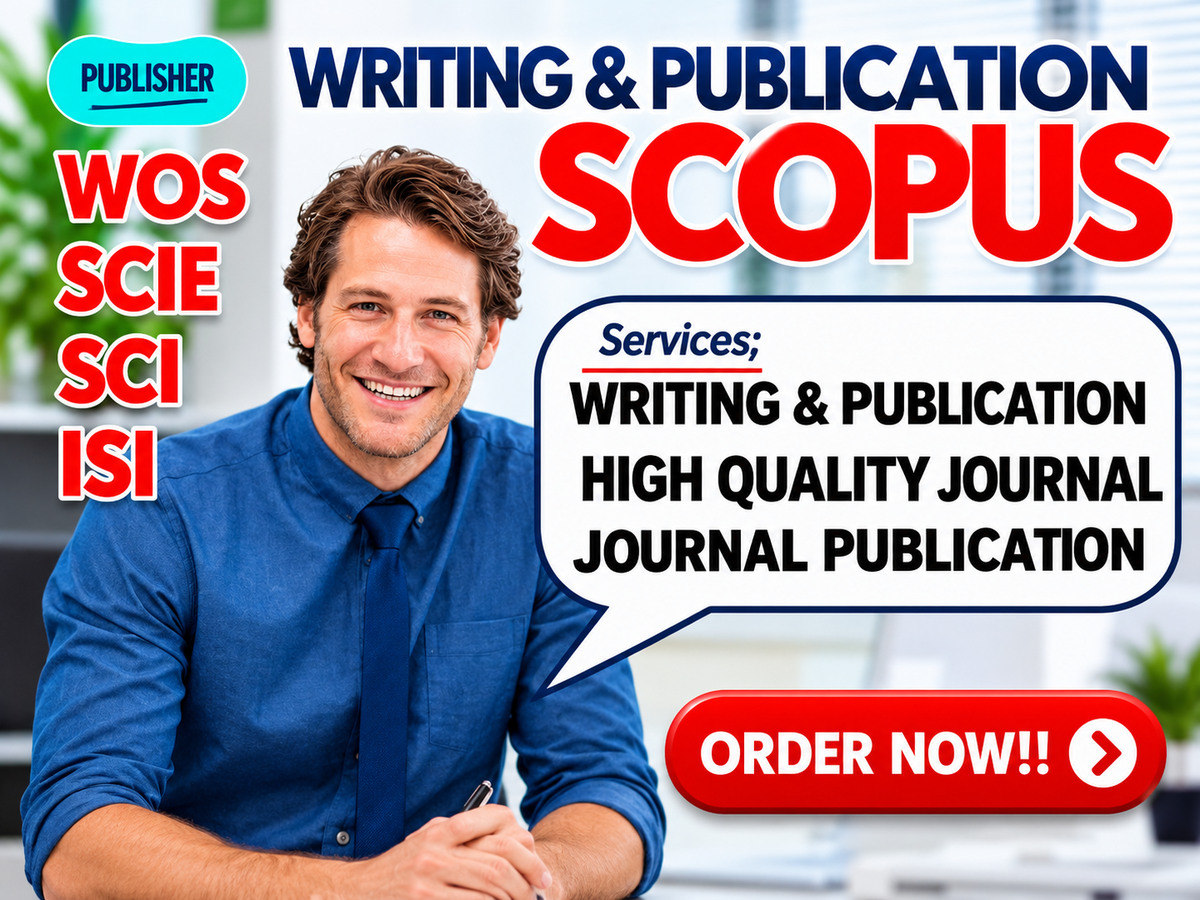 PUBLISHER
WRITING & PUBLICATION
SCOPUS
WOS
SCIE
SCI
ISI
Services;
WRITING & PUBLICATION
HIGH QUALITY JOURNAL
JOURNAL PUBLICATION
ORDER NOW!!